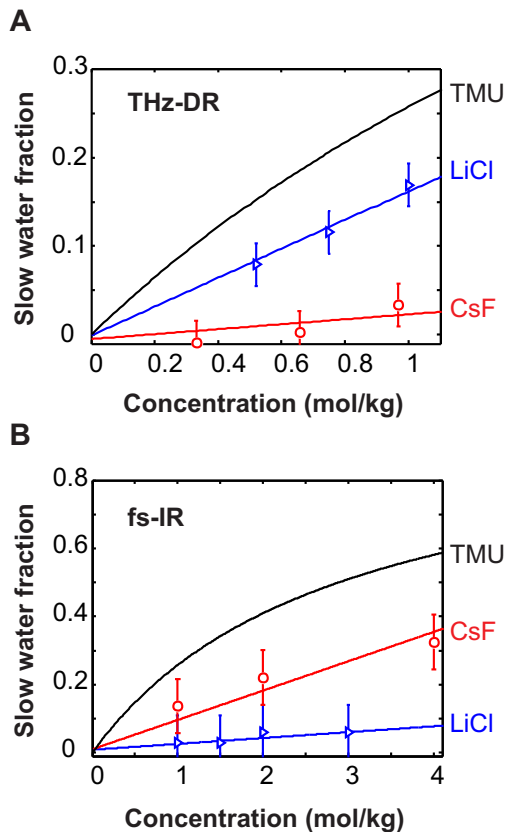 A
0.3
THz-DR
TMU
0.2
LiCl
0.1
CsF
0
0 0.2 0.4 0.6 0.8 1.0
Slow water fraction
Concentration (mol/kg)
B
0.8
fs-IR
0.6
TMU
CsF
0.4
0.2
LiCl
0
0 1 2 3 4
Slow water fraction
Concentration (mol/kg)